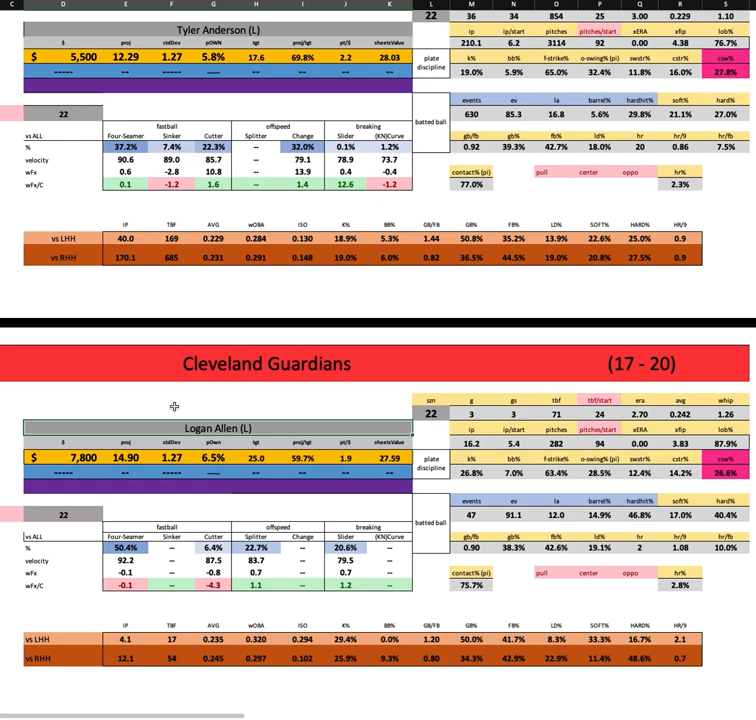 C D E F G H I J K L M N O P Q R S
22 36 34 854 25 3.00 0.229 1.10
Tyler Anderson (L)
ip ip/start pitches pitches/start xERA xfip lob%
210.1 6.2 3114 92 0.00 4.38 76.7%
$ proj stdDev pOWN tgt proj/tgt pt/$ sheetsValue
$ 5,500 12.29 1.27 5.8% 17.6 69.8% 2.2 28.03
plate discipline
k% bb% f-strike% o-swing% (pi) swstr% cstr% csw%
19.0% 5.9% 65.0% 32.4% 11.8% 16.0% 27.8%
----- -- -- ---- -- -- -- --
22
batted ball
events ev la barrel% hardhit% soft% hard%
630 85.3 16.8 5.6% 29.8% 21.1% 27.0%
gb/fb gb% fb% ld% hr hr/9 hr/fb
0.92 39.3% 42.7% 18.0% 20 0.86 7.5%
fastball offspeed breaking
vs ALL Four-Seamer Sinker Cutter Splitter Change Slider (KN)Curve
% 37.2% 7.4% 22.3% -- 32.0% 0.1% 1.2%
velocity 90.6 89.0 85.7 79.1 78.9 73.7
wFx 0.6 -2.8 10.8 -- 13.9 0.4 -0.4
wFx/C 0.1 -1.2 1.6 -- 1.4 12.6 -1.2
contact% (pi) pull center oppo hr%
77.0% 2.3%
IP TBF AVG wOBA ISO K% BB% GB/FB GB% FB% LD% SOFT% HARD% HR/9
vs LHH 40.0 169 0.229 0.284 0.130 18.9% 5.3% 1.44 50.8% 35.2% 13.9% 22.6% 25.0% 0.9
vs RHH 170.1 685 0.231 0.291 0.148 19.0% 6.0% 0.82 36.5% 44.5% 19.0% 20.8% 27.5% 0.9
Cleveland Guardians (17 - 20)
szn g gs tbf tbf/start era avg whip
22 3 3 71 24 2.70 0.242 1.26
Logan Allen (L)
ip ip/start pitches pitches/start xERA xfip lob%
16.2 5.4 282 94 0.00 3.83 87.9%
$ proj stdDev pOwn tgt proj/tgt pt/$ sheetsValue
$ 7,800 14.90 1.27 6.5% 25.0 59.7% 1.9 27.59
plate discipline
k% bb% f-strike% o-swing% (pi) swstr% cstr% csw%
26.8% 7.0% 63.4% 28.5% 12.4% 14.2% 26.6%
----- -- -- ---- -- -- -- --
22
batted ball
events ev la barrel% hardhit% soft% hard%
47 91.1 12.0 14.9% 46.8% 17.0% 40.4%
gb/fb gb% fb% ld% hr hr/9 hr/fb
0.90 38.3% 42.6% 19.1% 2 1.08 10.0%
fastball offspeed breaking
vs ALL Four-Seamer Sinker Cutter Splitter Change Slider (KN)Curve
% 50.4% -- 6.4% 22.7% -- 20.6% --
velocity 92.2 -- 87.5 83.7 79.5 --
wFx -0.1 -- -0.8 0.7 -- 0.7 --
wFx/C -0.1 -- -4.3 1.1 -- 1.2 --
contact% (pi) pull center oppo hr%
75.7% 2.8%
IP TBF AVG wOBA ISO K% BB% GB/FB GB% FB% LD% SOFT% HARD% HR/9
vs LHH 4.1 17 0.235 0.320 0.294 29.4% 0.0% 1.20 50.0% 41.7% 8.3% 33.3% 16.7% 2.1
vs RHH 12.1 54 0.245 0.297 0.102 25.9% 9.3% 0.80 34.3% 42.9% 22.9% 11.4% 48.6% 0.7